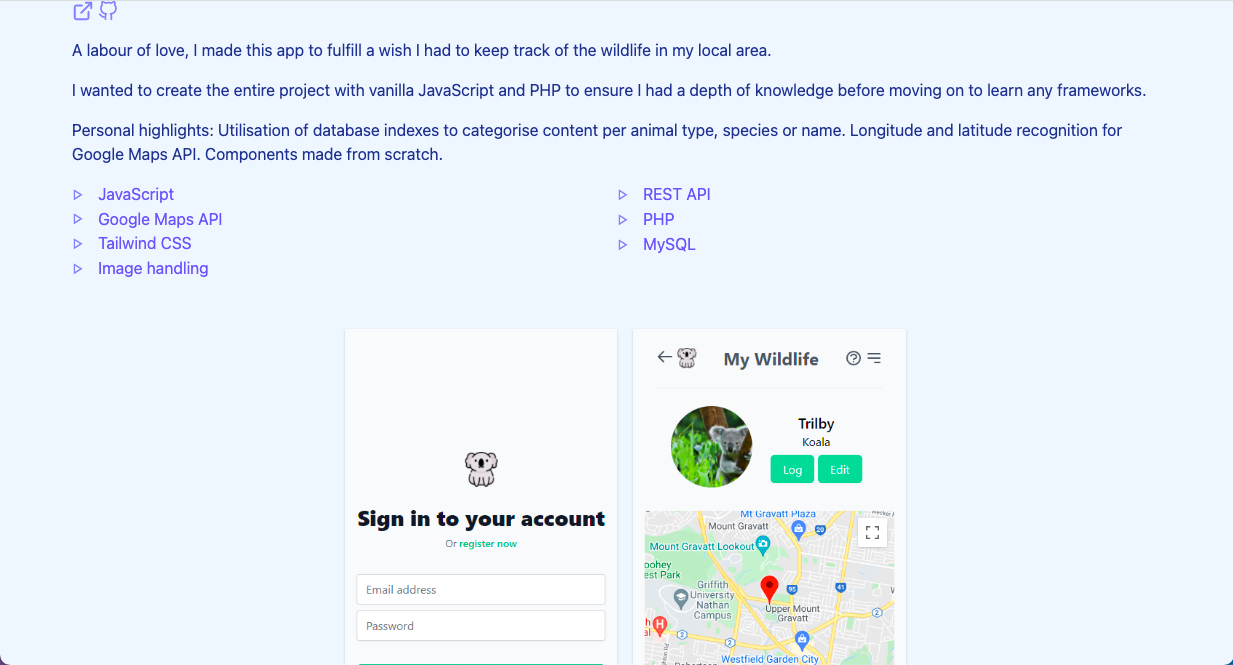 A labour of love, I made this app to fulfill a wish I had to keep track of the wildlife in my local area.
I wanted to create the entire project with vanilla JavaScript and PHP to ensure I had a depth of knowledge before moving on to learn any frameworks.
Personal highlights: Utilisation of database indexes to categorise content per animal type, species or name. Longitude and latitude recognition for
Google Maps API. Components made from scratch.
JavaScript
Google Maps API
Tailwind CSS
Image handling
REST API
PHP
MySQL
Sign in to your account
Or register now
Email address
Password
My Wildlife
Trilby
Koala
Log
Edit
Mt Gravatt Plaza
Mount Gravatt
20
Mount Gravatt Lookout
oohey
est Park
Griffith
University
Nathan
Campus
95
41
Upper Mount
Gravatt
2
H
2
2
Westfield Garden City